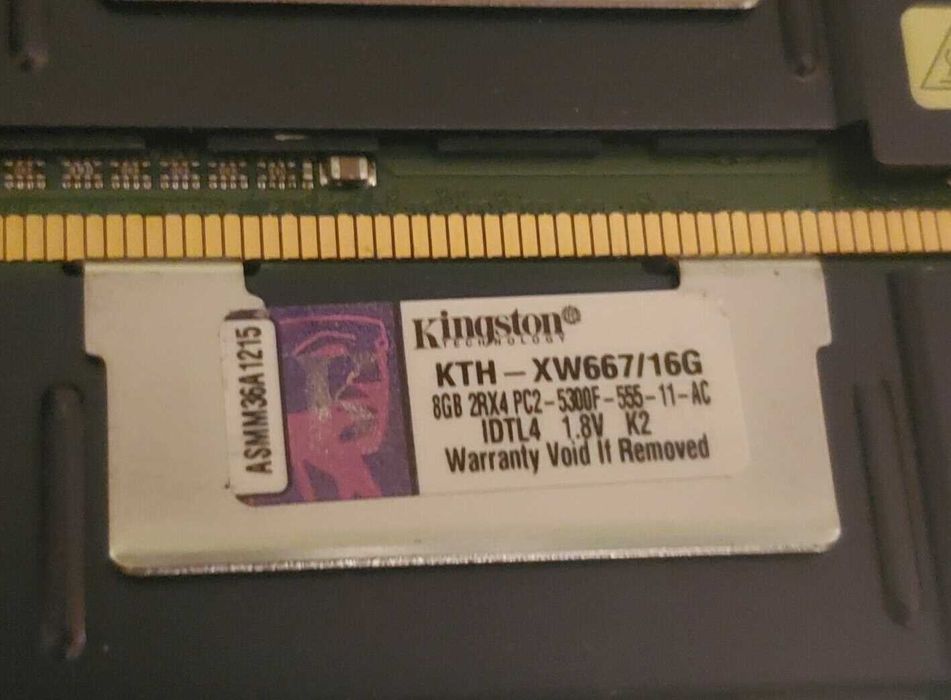 Kingston®
TECHNOLOGY
KTH-XW667/16G
8GB 2RX4 PC2-5300F-555-11-AC
IDTL4 1.8V K2
Warranty Void If Removed
ASMM36A1215